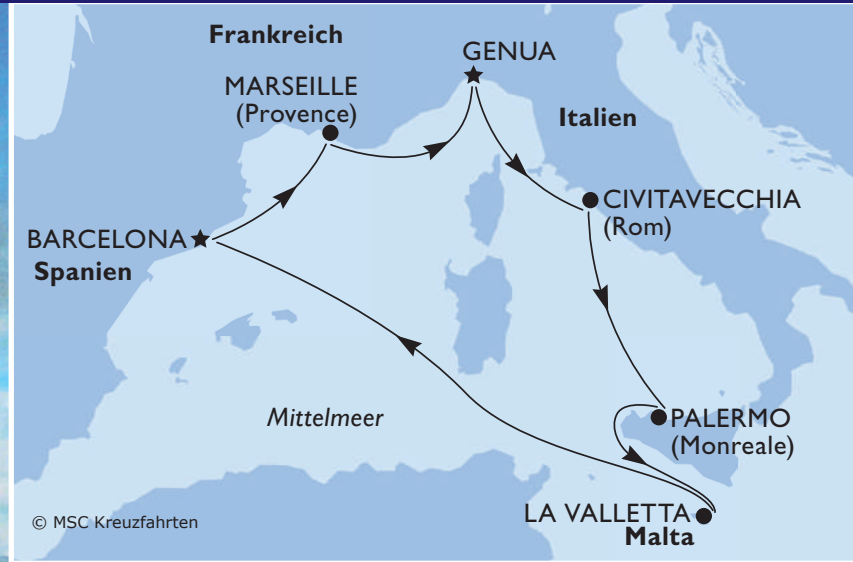 Frankreich
GENUA
MARSEILLE
(Provence)
Italien
CIVITAVECCHIA
(Rom)
BARCELONA
Spanien
Mittelmeer
PALERMO
(Monreale)
LA VALLETTA
Malta
© MSC Kreuzfahrten